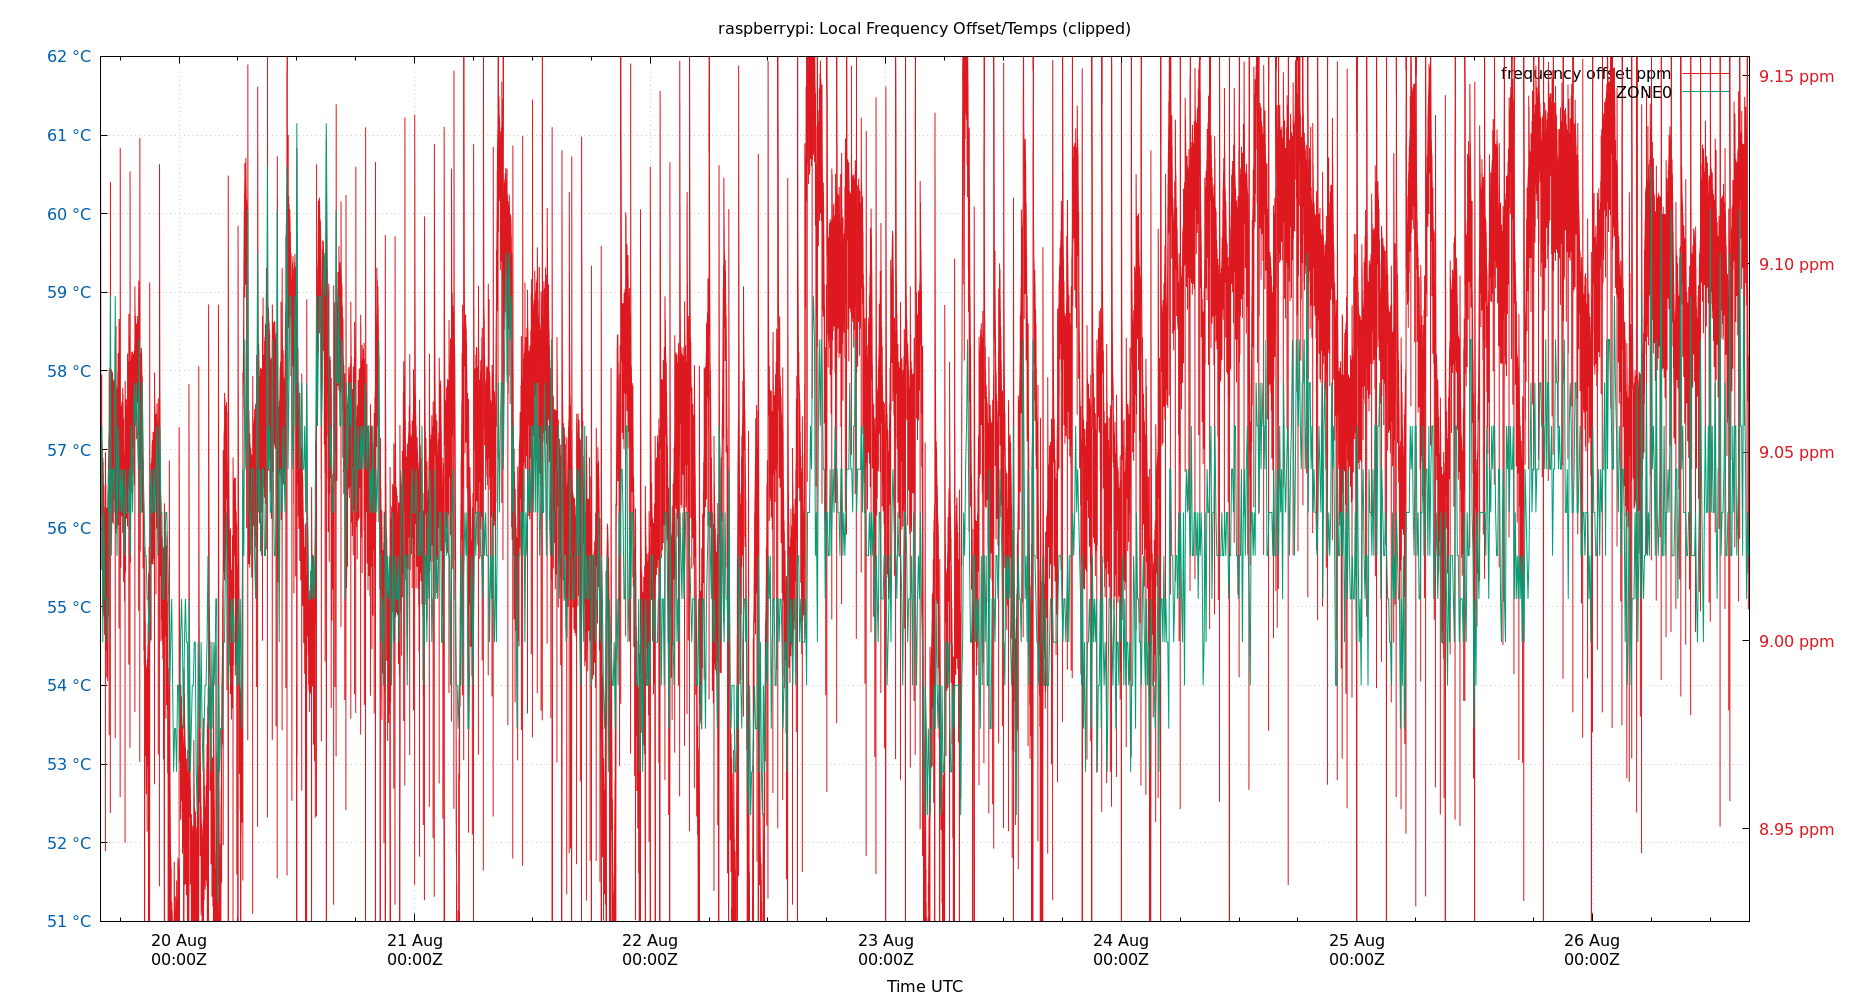 raspberrypi: Local Frequency Offset/Temps (clipped)
62 °C
61 °C
60 °C
59 °C
58 °C
57 °C
56 °C
55 °C
54 °C
53 °C
52 °C
51 °C
frequency offset ppm
ZONE0
9.15 ppm
9.10 ppm
9.05 ppm
9.00 ppm
8.95 ppm
20 Aug
00:00Z
21 Aug
00:00Z
22 Aug
00:00Z
23 Aug
00:00Z
24 Aug
00:00Z
25 Aug
00:00Z
26 Aug
00:00Z
Time UTC